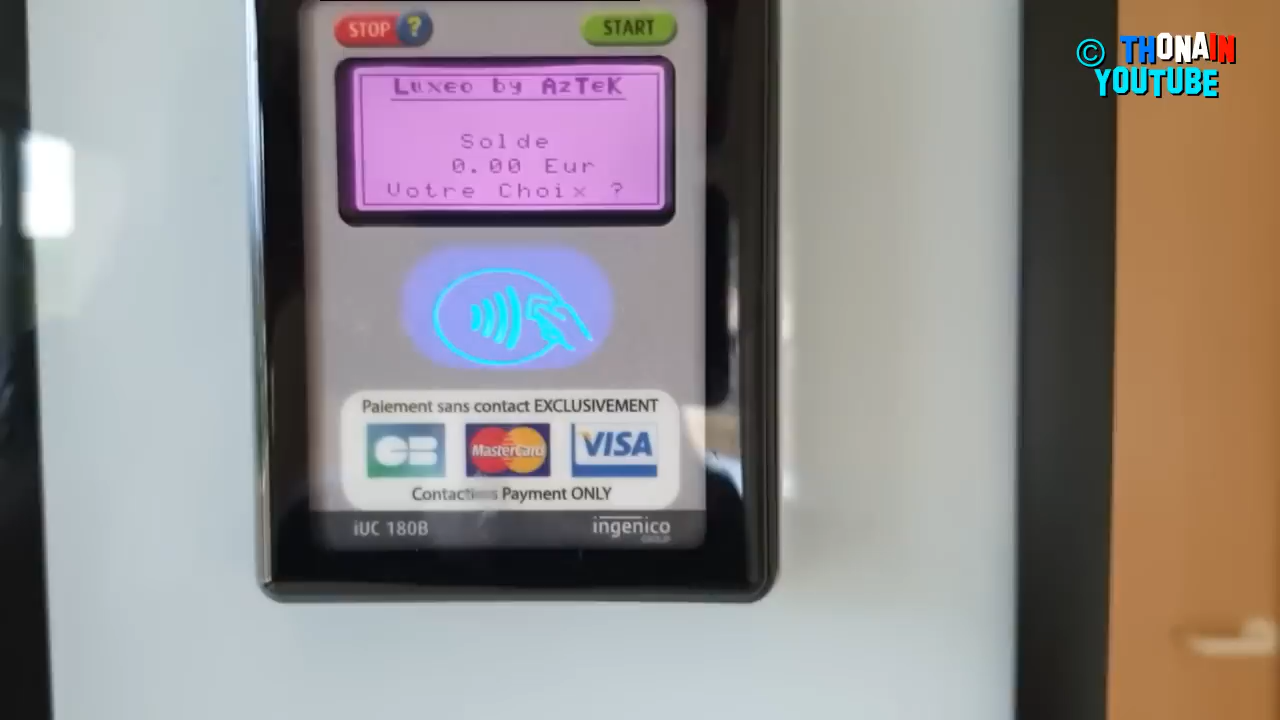 © THONAIN
YOUTUBE
STOP ? START
Luxeo by AzTeK
Solde
0.00 Eur
Votre Choix ?
Paiement sans contact EXCLUSIVEMENT
CB MasterCard VISA
Contactless Payment ONLY
iUC 180B ingenico